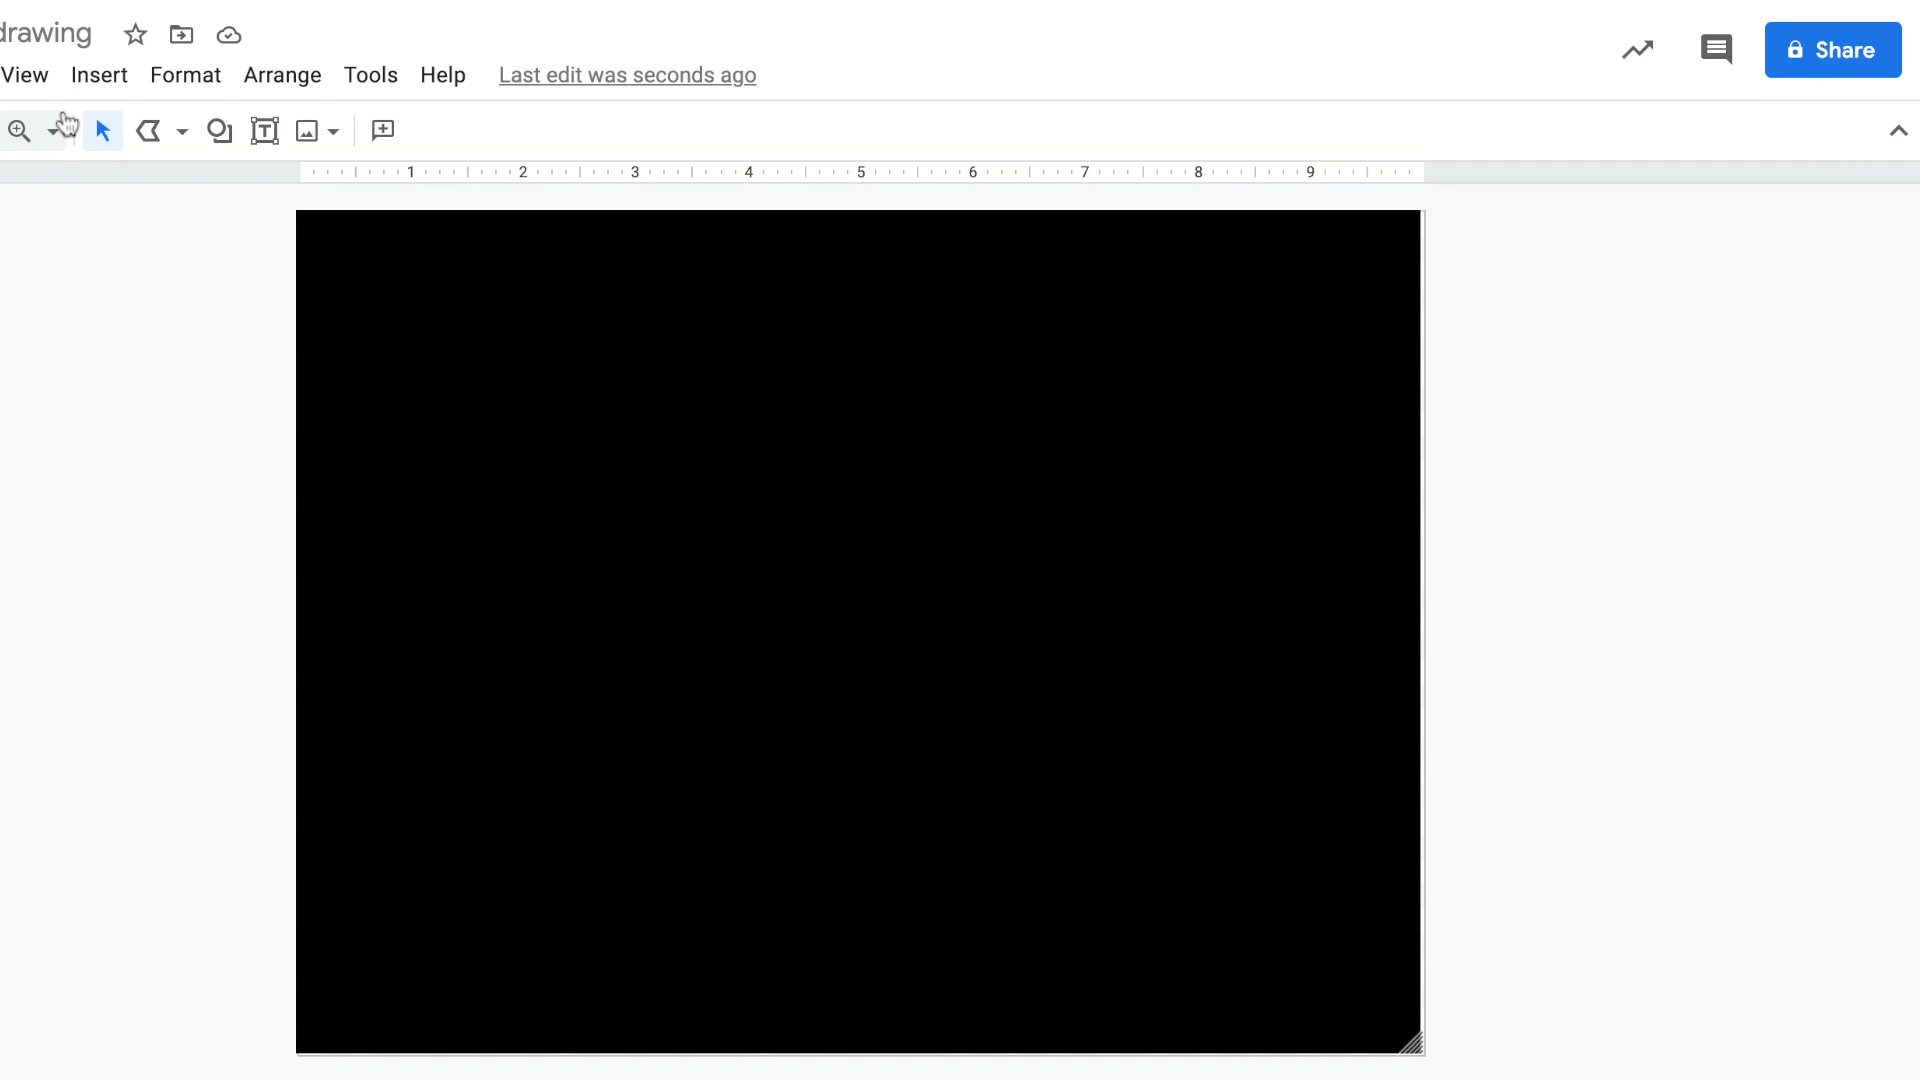 drawing
View Insert Format Arrange Tools Help Last edit was seconds ago
Share
1 2 3 4 5 6 7 8 9